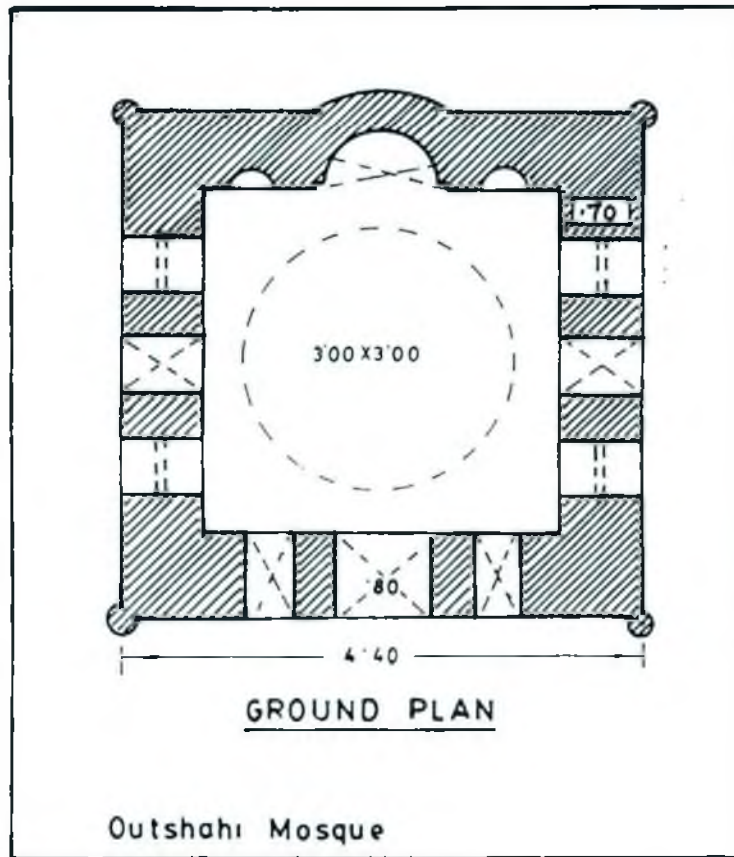 ·70
3'00 X 3'00
·80
4·40
GROUND PLAN
Outshahi Mosque